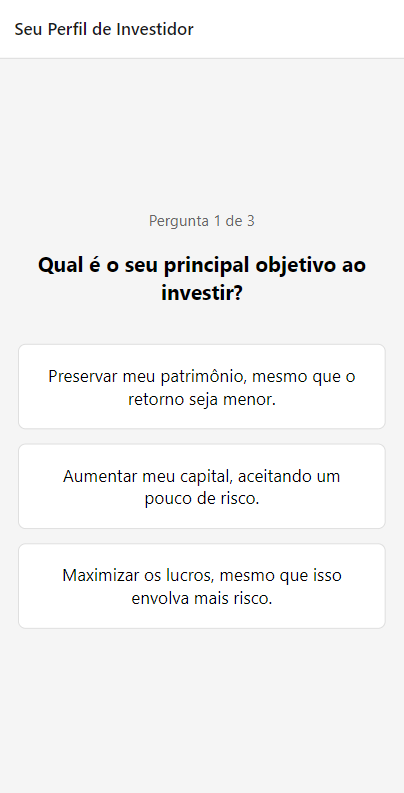 Seu Perfil de Investidor
Pergunta 1 de 3
Qual é o seu principal objetivo ao
investir?
Preservar meu patrimônio, mesmo que o
retorno seja menor.
Aumentar meu capital, aceitando um
pouco de risco.
Maximizar os lucros, mesmo que isso
envolva mais risco.